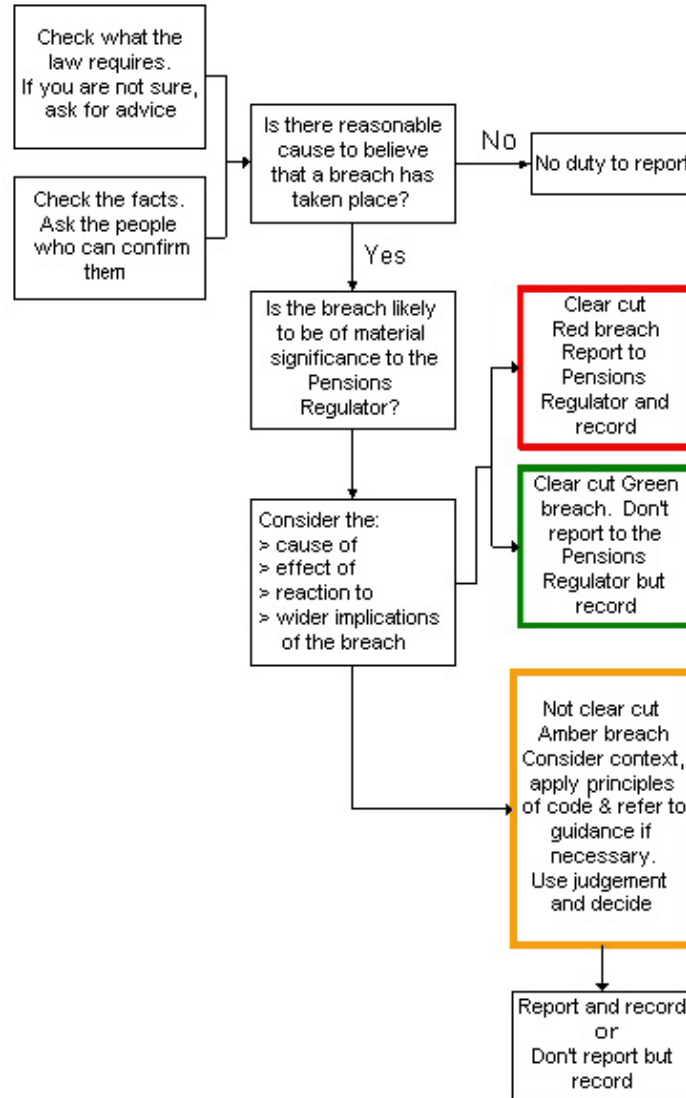 Check what the
law requires.
If you are not sure,
ask for advice
Check the facts.
Ask the people
who can confirm
them
Is there reasonable
cause to believe
that a breach has
taken place?
No
No duty to report
Yes
Is the breach likely
to be of material
significance to the
Pensions
Regulator?
Clear cut
Red breach
Report to
Pensions
Regulator and
record
Clear cut Green
breach. Don't
report to the
Pensions
Regulator but
record
Consider the:
> cause of
> effect of
> reaction to
> wider implications
of the breach
Not clear cut
Amber breach
Consider context,
apply principles
of code & refer to
guidance if
necessary.
Use judgement
and decide
Report and record
or
Don't report but
record